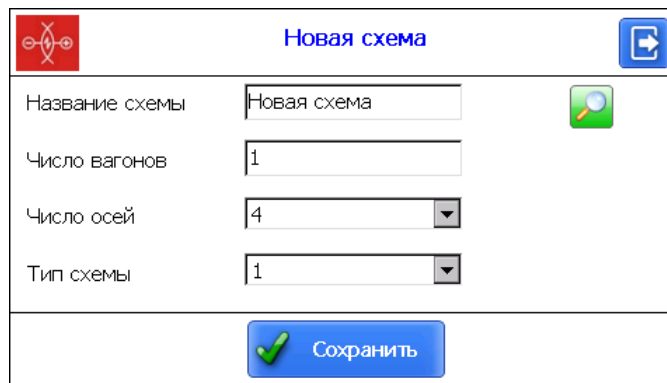 Новая схема
Название схемы Новая схема
Число вагонов 1
Число осей 4
Тип схемы 1
Сохранить